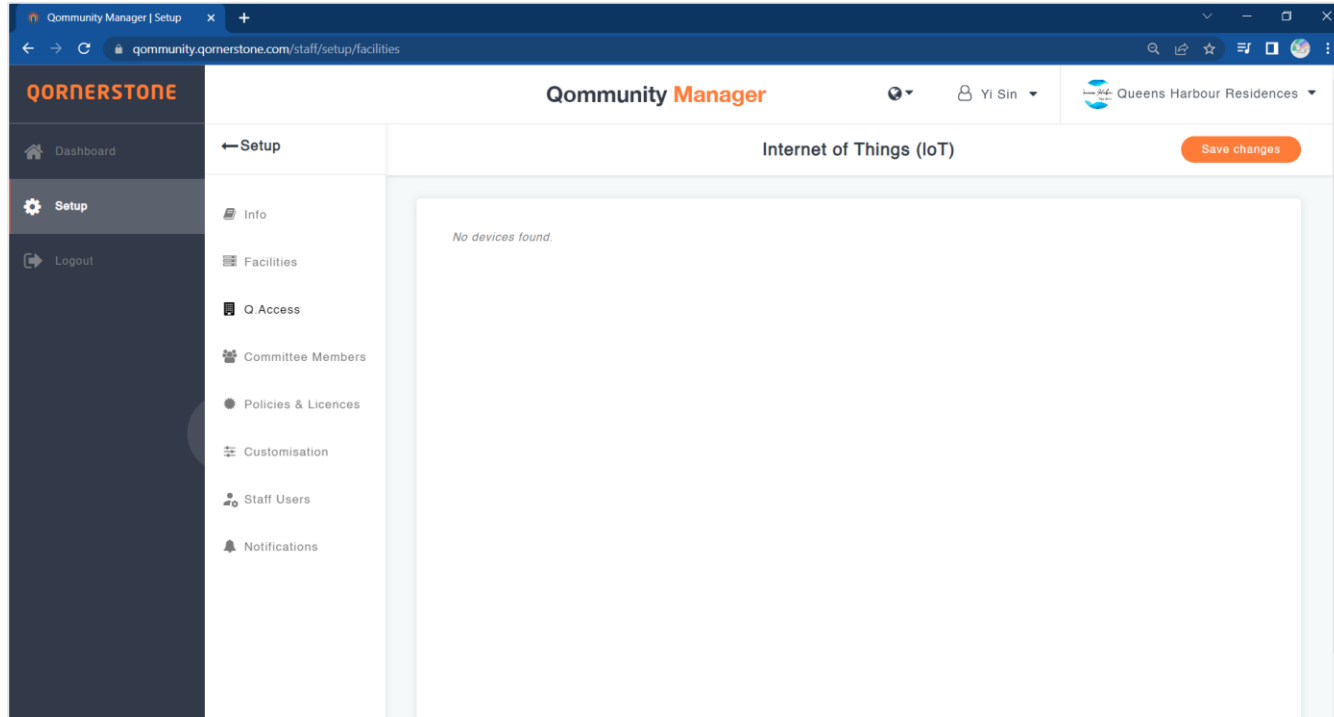 Qommunity Manager | Setup
qommunity.qornerstone.com/staff/setup/facilities
QORNERSTONE
Qommunity Manager
Yi Sin
Queens Harbour Residences
Dashboard
Setup
Logout
Setup
Internet of Things (IoT)
Save changes
Info
Facilities
Q.Access
Committee Members
Policies & Licences
Customisation
Staff Users
Notifications
No devices found.